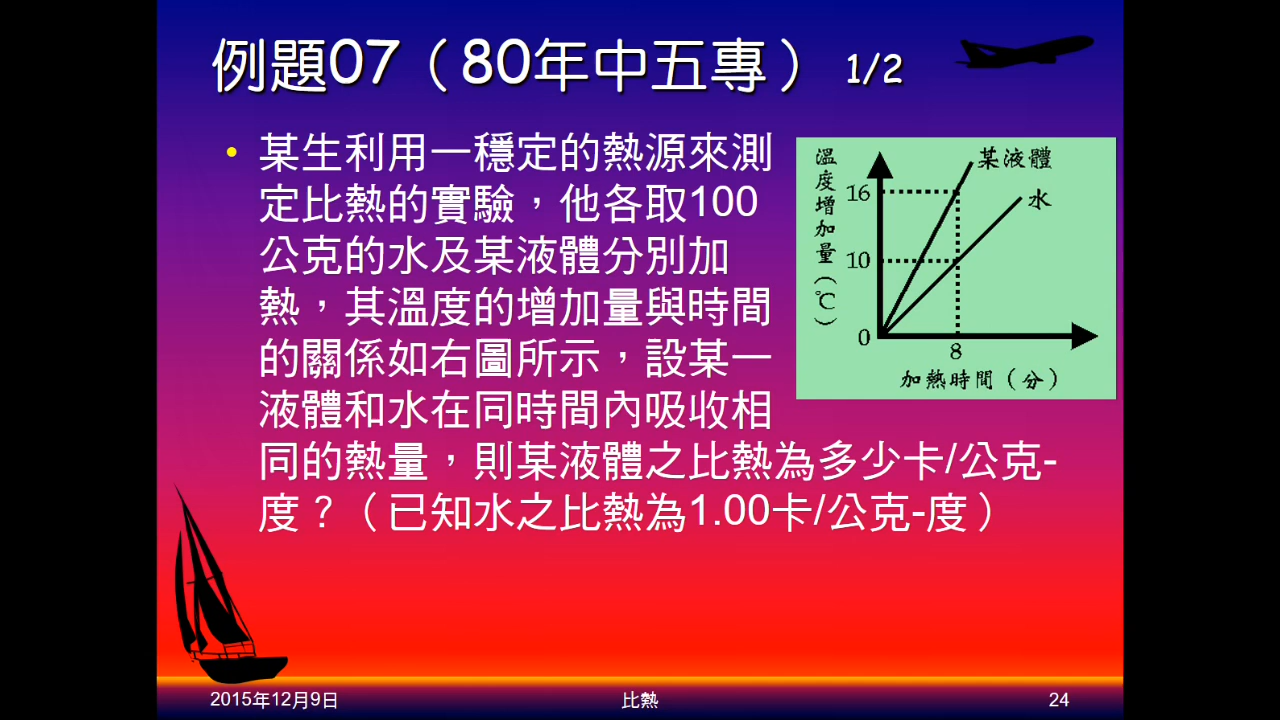 例題07（80年中五專） 1/2
• 某生利用一穩定的熱源來測
定比熱的實驗，他各取100
公克的水及某液體分別加
熱，其溫度的增加量與時間
的關係如右圖所示，設某一
液體和水在同時間內吸收相
同的熱量，則某液體之比熱為多少卡/公克-
度？（已知水之比熱為1.00卡/公克-度）
溫度增加量（℃）
某液體
16
水
10
0
8
加熱時間（分）
2015年12月9日
比熱
24